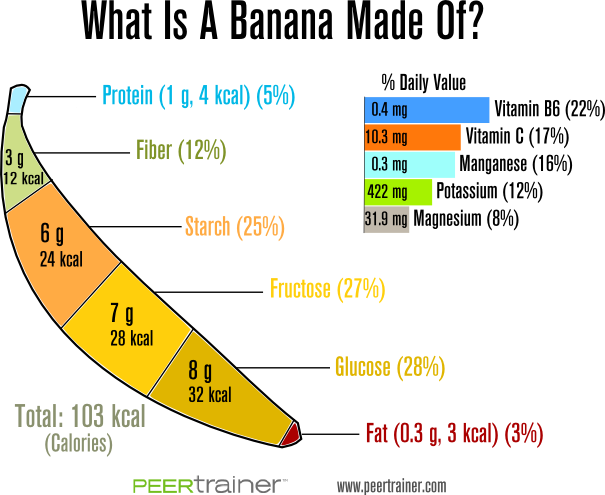 What Is A Banana Made Of?
Protein (1 g, 4 kcal) (5%)
3 g
12 kcal
Fiber (12%)
6 g
24 kcal
Starch (25%)
7 g
28 kcal
Fructose (27%)
8 g
32 kcal
Glucose (28%)
Fat (0.3 g, 3 kcal) (3%)
Total: 103 kcal
(Calories)
% Daily Value
0.4 mg Vitamin B6 (22%)
10.3 mg Vitamin C (17%)
0.3 mg Manganese (16%)
422 mg Potassium (12%)
31.9 mg Magnesium (8%)
PEERtrainer™
www.peertrainer.com